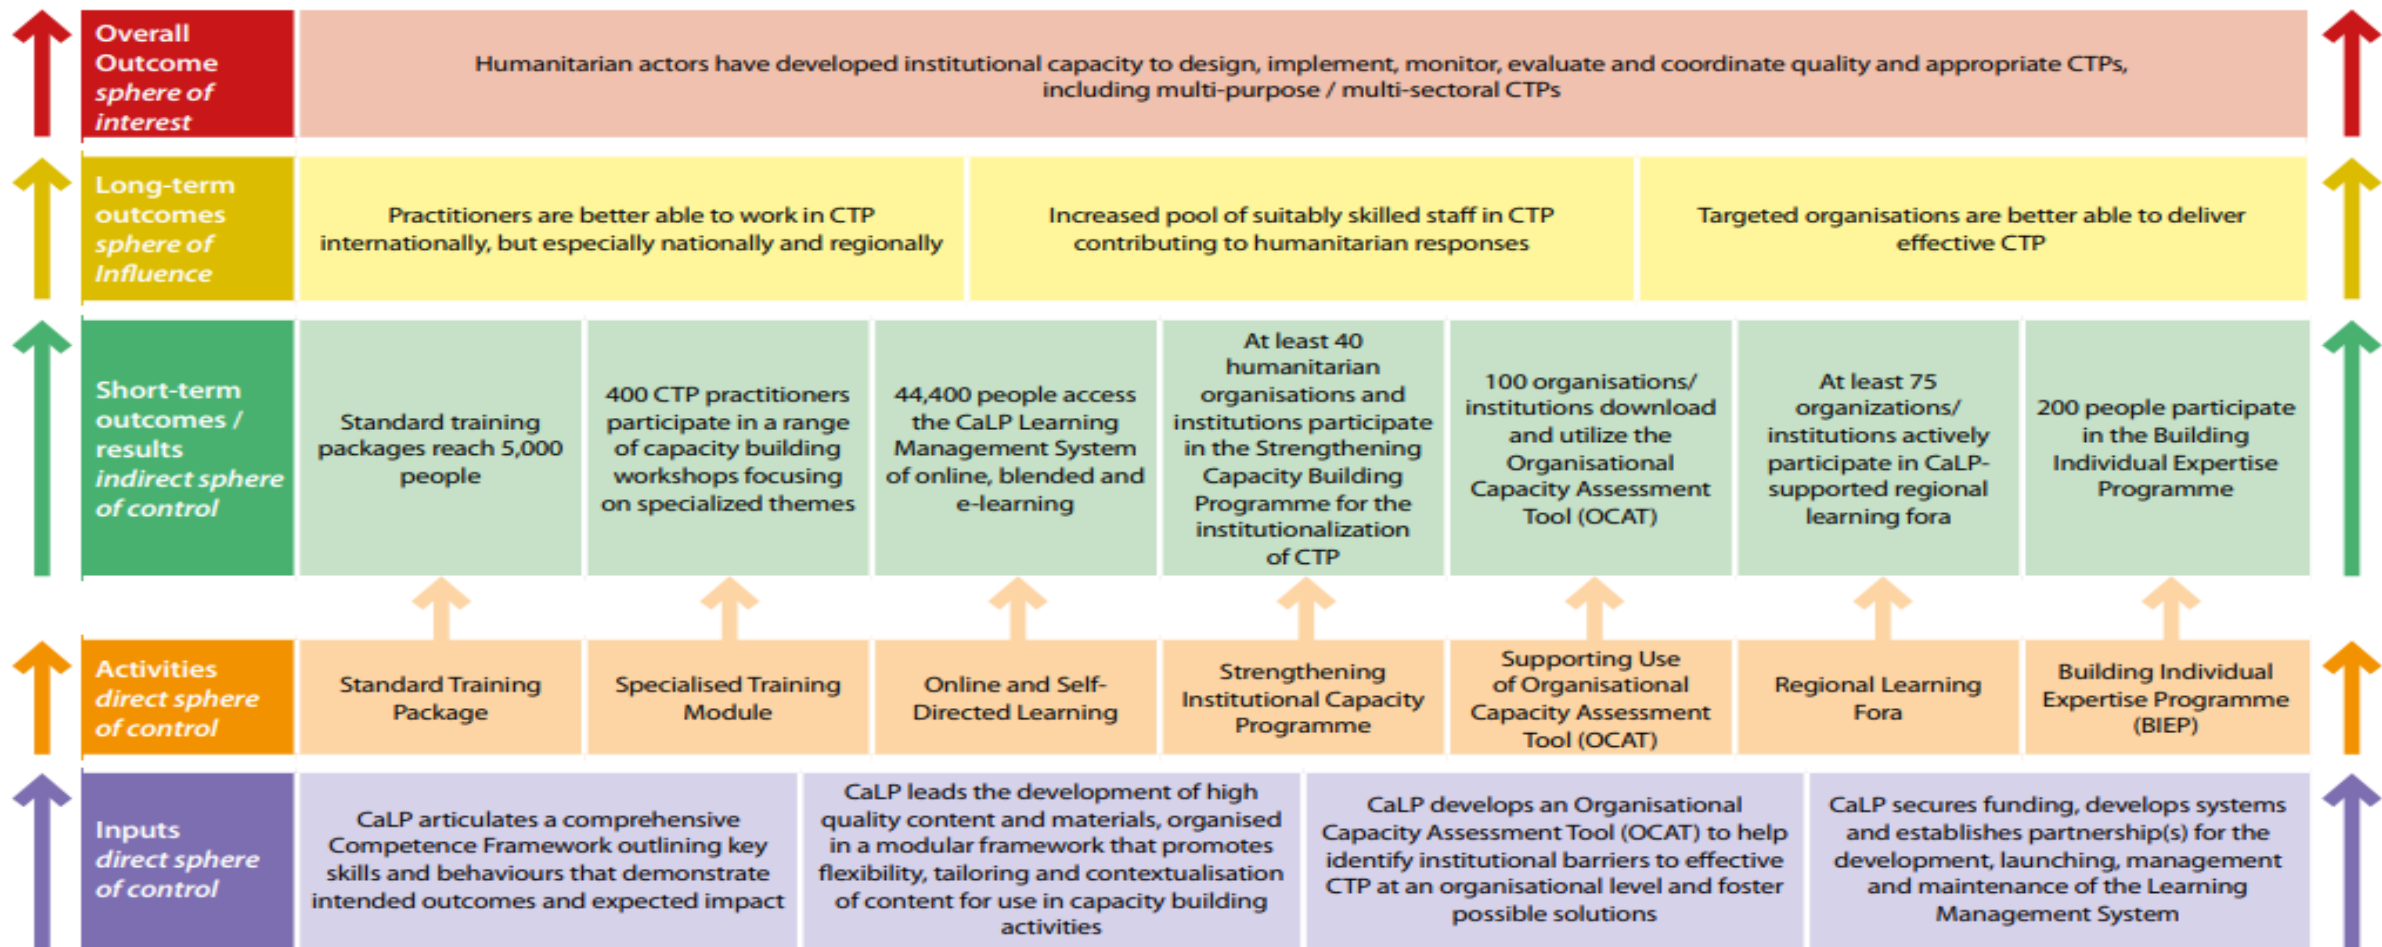 Overall
Outcome
sphere of
interest
Humanitarian actors have developed institutional capacity to design, implement, monitor, evaluate and coordinate quality and appropriate CTPs,
including multi-purpose / multi-sectoral CTPs
Long-term
outcomes
sphere of
Influence
Practitioners are better able to work in CTP
internationally, but especially nationally and regionally
Increased pool of suitably skilled staff in CTP
contributing to humanitarian responses
Targeted organisations are better able to deliver
effective CTP
Short-term
outcomes /
results
indirect sphere
of control
Standard training
packages reach 5,000
people
400 CTP practitioners
participate in a range
of capacity building
workshops focusing
on specialized themes
44,400 people access
the CaLP Learning
Management System
of online, blended and
e-learning
At least 40
humanitarian
organisations and
institutions participate
in the Strengthening
Capacity Building
Programme for the
institutionalization
of CTP
100 organisations/
institutions download
and utilize the
Organisational
Capacity Assessment
Tool (OCAT)
At least 75
organizations/
institutions actively
participate in CaLP-
supported regional
learning fora
200 people participate
in the Building
Individual Expertise
Programme
Activities
direct sphere
of control
Standard Training
Package
Specialised Training
Module
Online and Self-
Directed Learning
Strengthening
Institutional Capacity
Programme
Supporting Use
of Organisational
Capacity Assessment
Tool (OCAT)
Regional Learning
Fora
Building Individual
Expertise Programme
(BIEP)
Inputs
direct sphere
of control
CaLP articulates a comprehensive
Competence Framework outlining key
skills and behaviours that demonstrate
intended outcomes and expected impact
CaLP leads the development of high
quality content and materials, organised
in a modular framework that promotes
flexibility, tailoring and contextualisation
of content for use in capacity building
activities
CaLP develops an Organisational
Capacity Assessment Tool (OCAT) to help
identify institutional barriers to effective
CTP at an organisational level and foster
possible solutions
CaLP secures funding, develops systems
and establishes partnership(s) for the
development, launching, management
and maintenance of the Learning
Management System